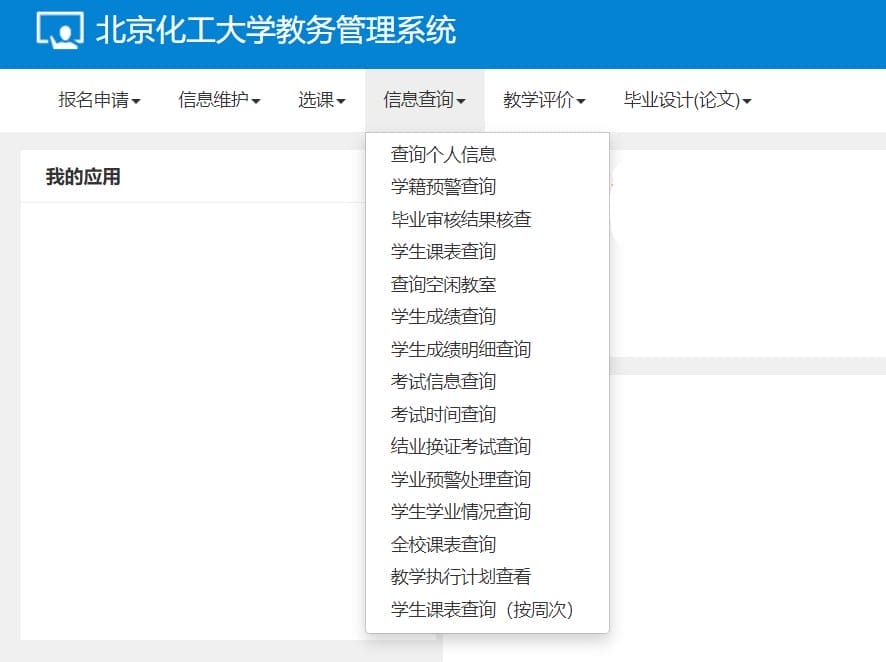 北京化工大学教务管理系统
报名申请 信息维护 选课 信息查询 教学评价 毕业设计(论文)
我的应用
查询个人信息
学籍预警查询
毕业审核结果核查
学生课表查询
查询空闲教室
学生成绩查询
学生成绩明细查询
考试信息查询
考试时间查询
结业换证考试查询
学业预警处理查询
学生学业情况查询
全校课表查询
教学执行计划查看
学生课表查询（按周次）